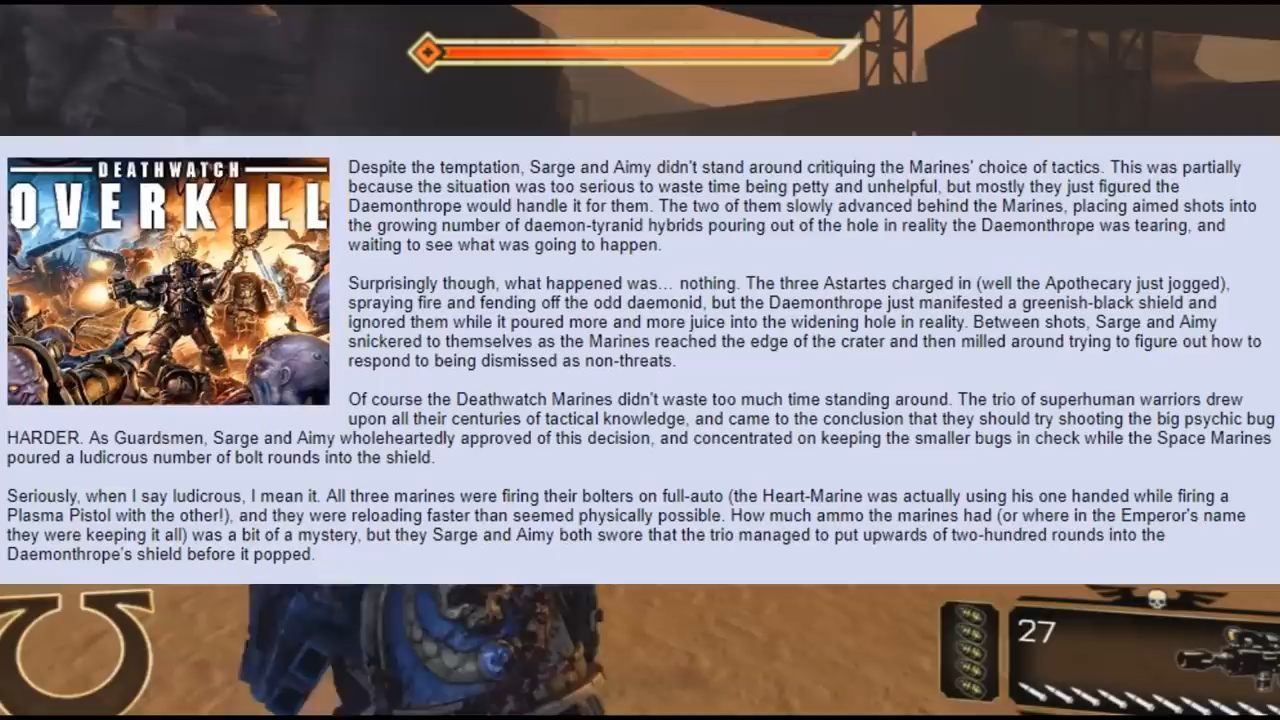 DEATHWATCH
OVERKILL
Despite the temptation, Sarge and Aimy didn't stand around critiquing the Marines' choice of tactics. This was partially
because the situation was too serious to waste time being petty and unhelpful, but mostly they just figured the
Daemonthrope would handle it for them. The two of them slowly advanced behind the Marines, placing aimed shots into
the growing number of daemon-tyranid hybrids pouring out of the hole in reality the Daemonthrope was tearing, and
waiting to see what was going to happen.
Surprisingly though, what happened was... nothing. The three Astartes charged in (well the Apothecary just jogged),
spraying fire and fending off the odd daemonid, but the Daemonthrope just manifested a greenish-black shield and
ignored them while it poured more and more juice into the widening hole in reality. Between shots, Sarge and Aimy
snickered to themselves as the Marines reached the edge of the crater and then milled around trying to figure out how to
respond to being dismissed as non-threats.
Of course the Deathwatch Marines didn't waste too much time standing around. The trio of superhuman warriors drew
upon all their centuries of tactical knowledge, and came to the conclusion that they should try shooting the big psychic bug
HARDER. As Guardsmen, Sarge and Aimy wholeheartedly approved of this decision, and concentrated on keeping the smaller bugs in check while the Space Marines
poured a ludicrous number of bolt rounds into the shield.
Seriously, when I say ludicrous, I mean it. All three marines were firing their bolters on full-auto (the Heart-Marine was actually using his one handed while firing a
Plasma Pistol with the other!), and they were reloading faster than seemed physically possible. How much ammo the marines had (or where in the Emperor's name
they were keeping it all) was a bit of a mystery, but they Sarge and Aimy both swore that the trio managed to put upwards of two-hundred rounds into the
Daemonthrope's shield before it popped.
27